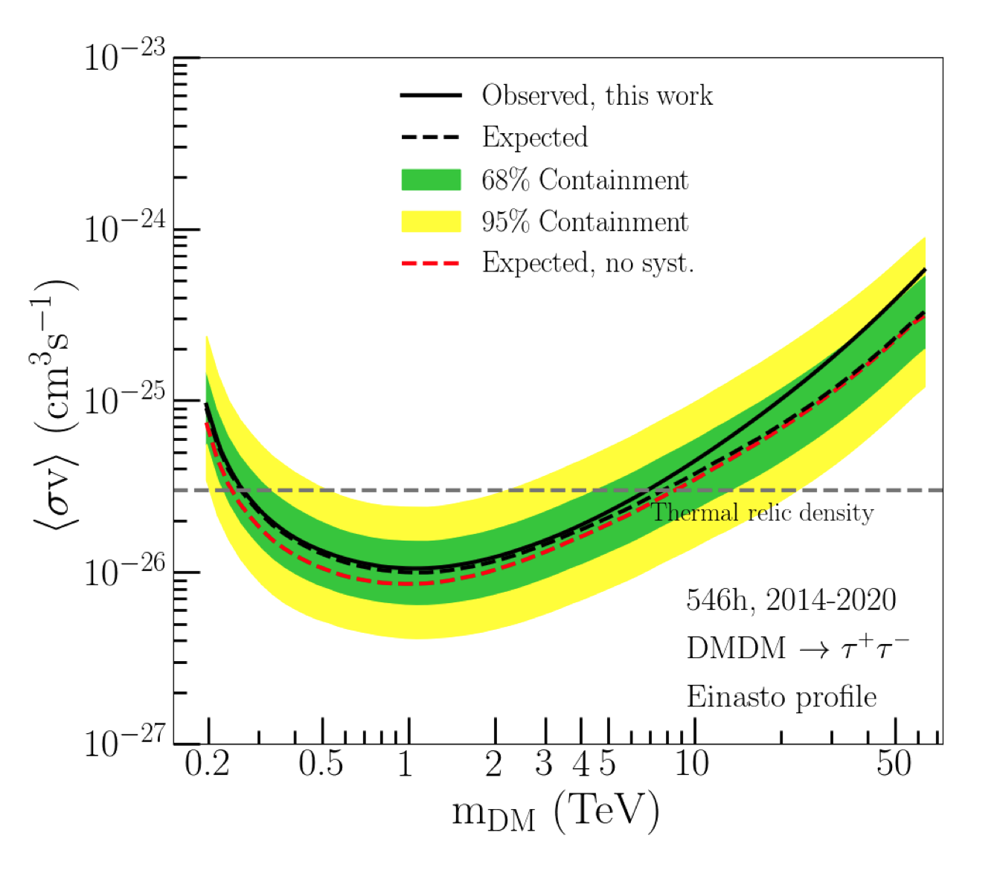 10⁻²³
10⁻²⁴
10⁻²⁵
10⁻²⁶
10⁻²⁷
⟨σv⟩ (cm³s⁻¹)
Observed, this work
Expected
68% Containment
95% Containment
Expected, no syst.
Thermal relic density
546h, 2014-2020
DMDM → τ⁺τ⁻
Einasto profile
0.2 0.5 1 2 3 4 5 10 50
m_DM (TeV)